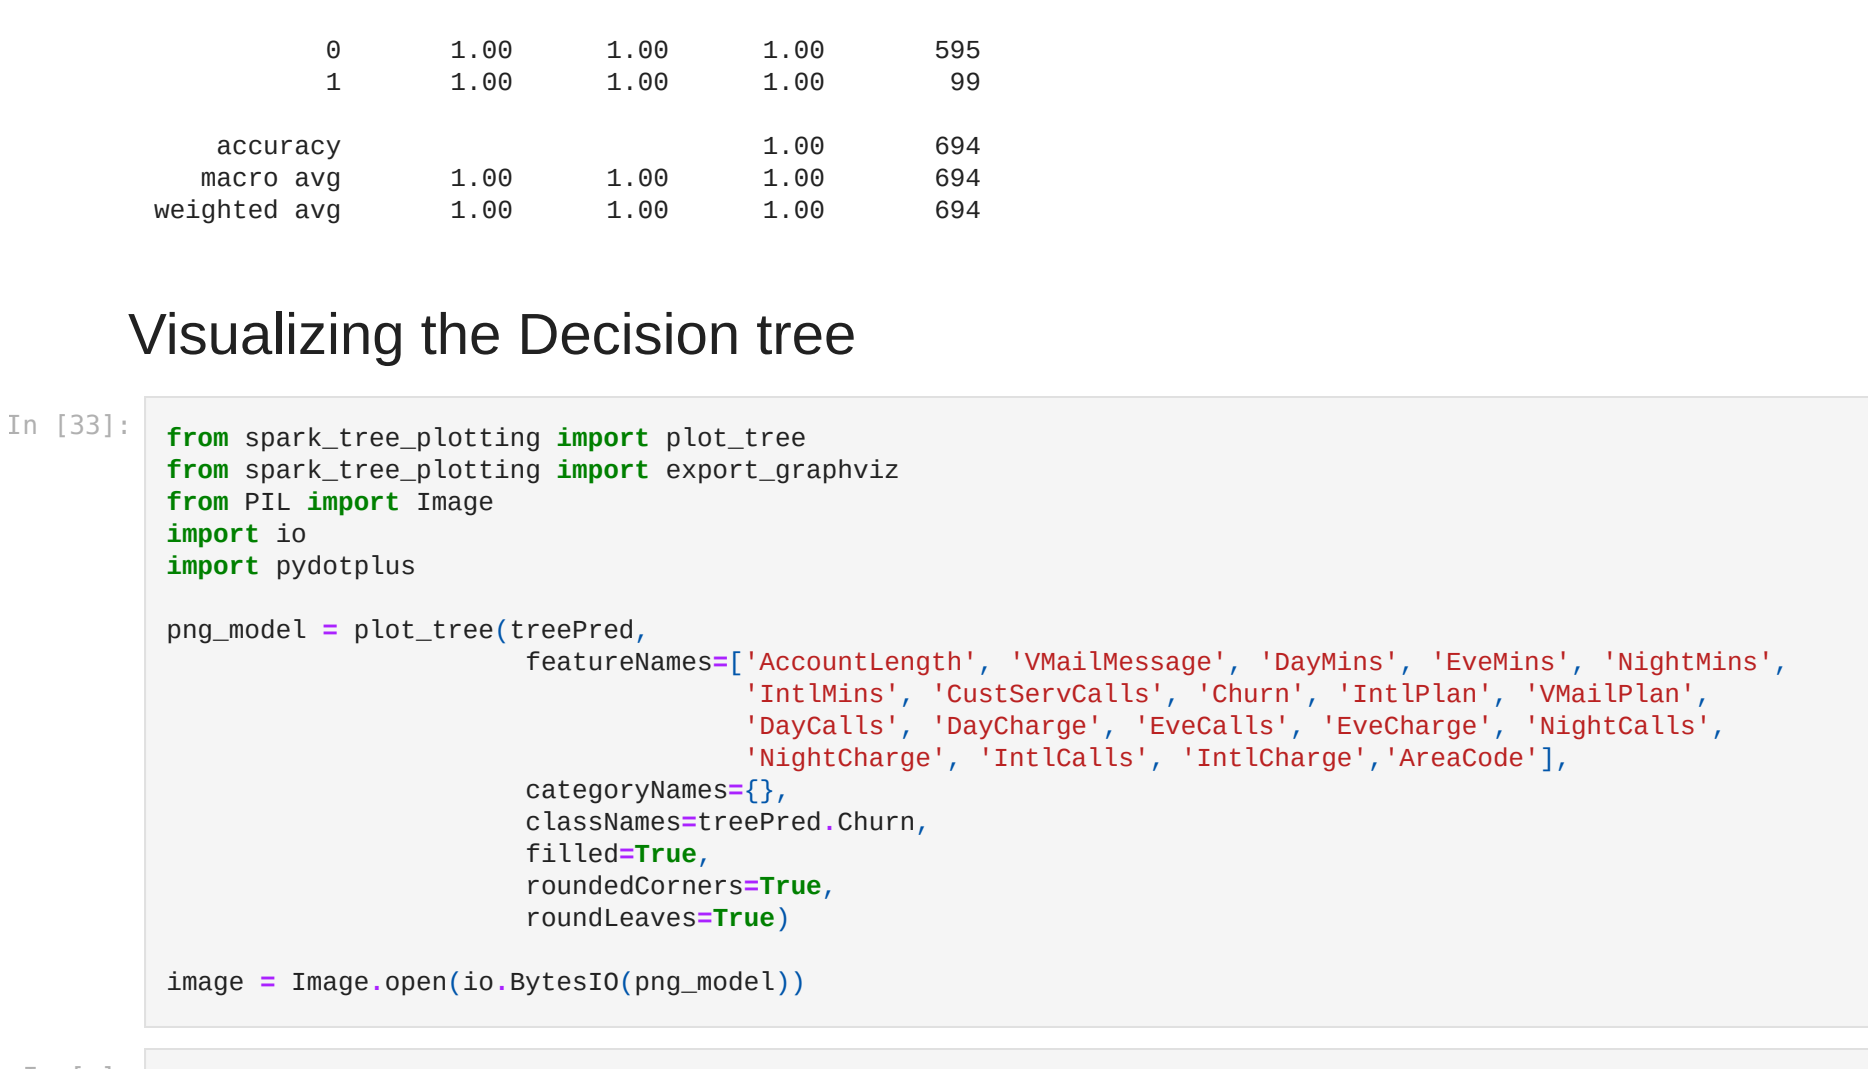 0 1.00 1.00 1.00 595
1 1.00 1.00 1.00 99
accuracy 1.00 694
macro avg 1.00 1.00 1.00 694
weighted avg 1.00 1.00 1.00 694
Visualizing the Decision tree
In [33]:
from spark_tree_plotting import plot_tree
from spark_tree_plotting import export_graphviz
from PIL import Image
import io
import pydotplus
png_model = plot_tree(treePred,
featureNames=['AccountLength', 'VMailMessage', 'DayMins', 'EveMins', 'NightMins',
'IntlMins', 'CustServCalls', 'Churn', 'IntlPlan', 'VMailPlan',
'DayCalls', 'DayCharge', 'EveCalls', 'EveCharge', 'NightCalls',
'NightCharge', 'IntlCalls', 'IntlCharge','AreaCode'],
categoryNames={},
classNames=treePred.Churn,
filled=True,
roundedCorners=True,
roundLeaves=True)
image = Image.open(io.BytesIO(png_model))